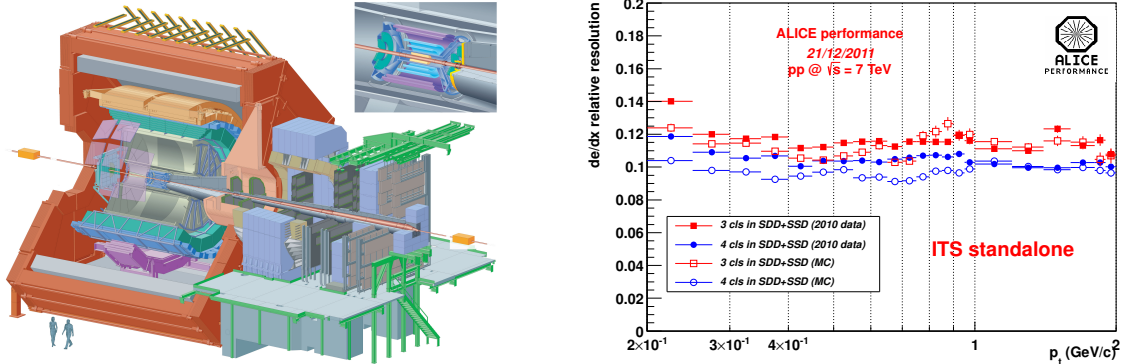 de/dx relative resolution
0.2
0.18
0.16
0.14
0.12
0.1
0.08
0.06
0.04
0.02
0
ALICE performance
21/12/2011
pp @ √s = 7 TeV
ALICE
PERFORMANCE
3 cls in SDD+SSD (2010 data)
4 cls in SDD+SSD (2010 data)
3 cls in SDD+SSD (MC)
4 cls in SDD+SSD (MC)
ITS standalone
2×10⁻¹ 3×10⁻¹ 4×10⁻¹ 1 2
pₜ (GeV/c)